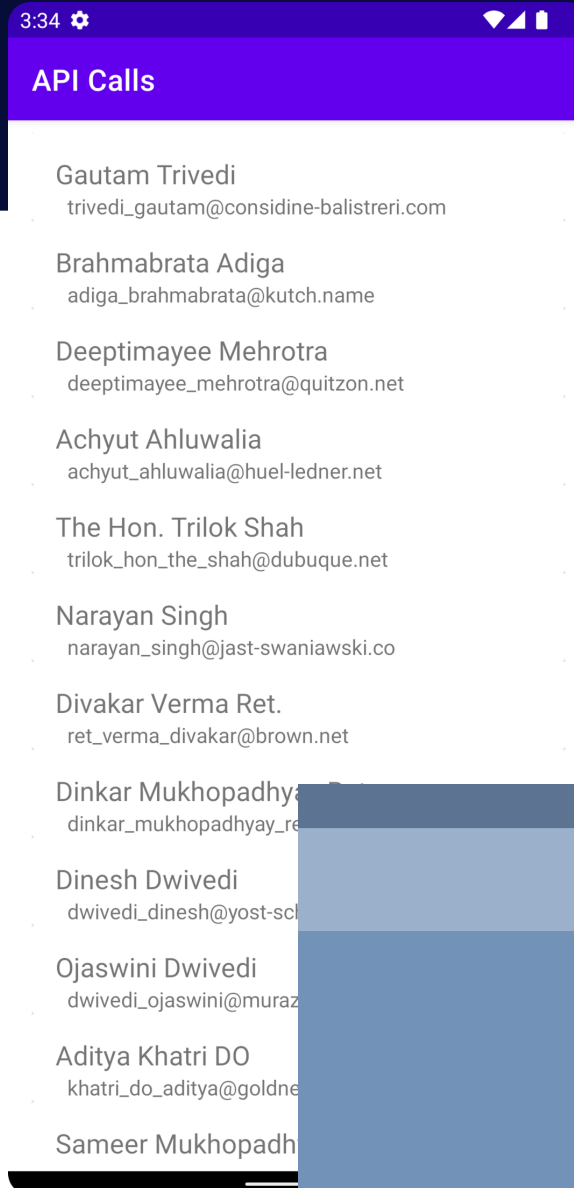 3:34
API Calls
Gautam Trivedi
trivedi_gautam@considine-balistreri.com
Brahmabrata Adiga
adiga_brahmabrata@kutch.name
Deeptimayee Mehrotra
deeptimayee_mehrotra@quitzon.net
Achyut Ahluwalia
achyut_ahluwalia@huel-ledner.net
The Hon. Trilok Shah
trilok_hon_the_shah@dubuque.net
Narayan Singh
narayan_singh@jast-swaniawski.co
Divakar Verma Ret.
ret_verma_divakar@brown.net
Dinkar
dinkar_mukhopadhyay_re
Dinesh Dwivedi
dwivedi_dinesh@yost-sch
Ojaswini Dwivedi
dwivedi_ojaswini@muraz
Aditya Khatri DO
khatri_do_aditya@goldne
Sameer